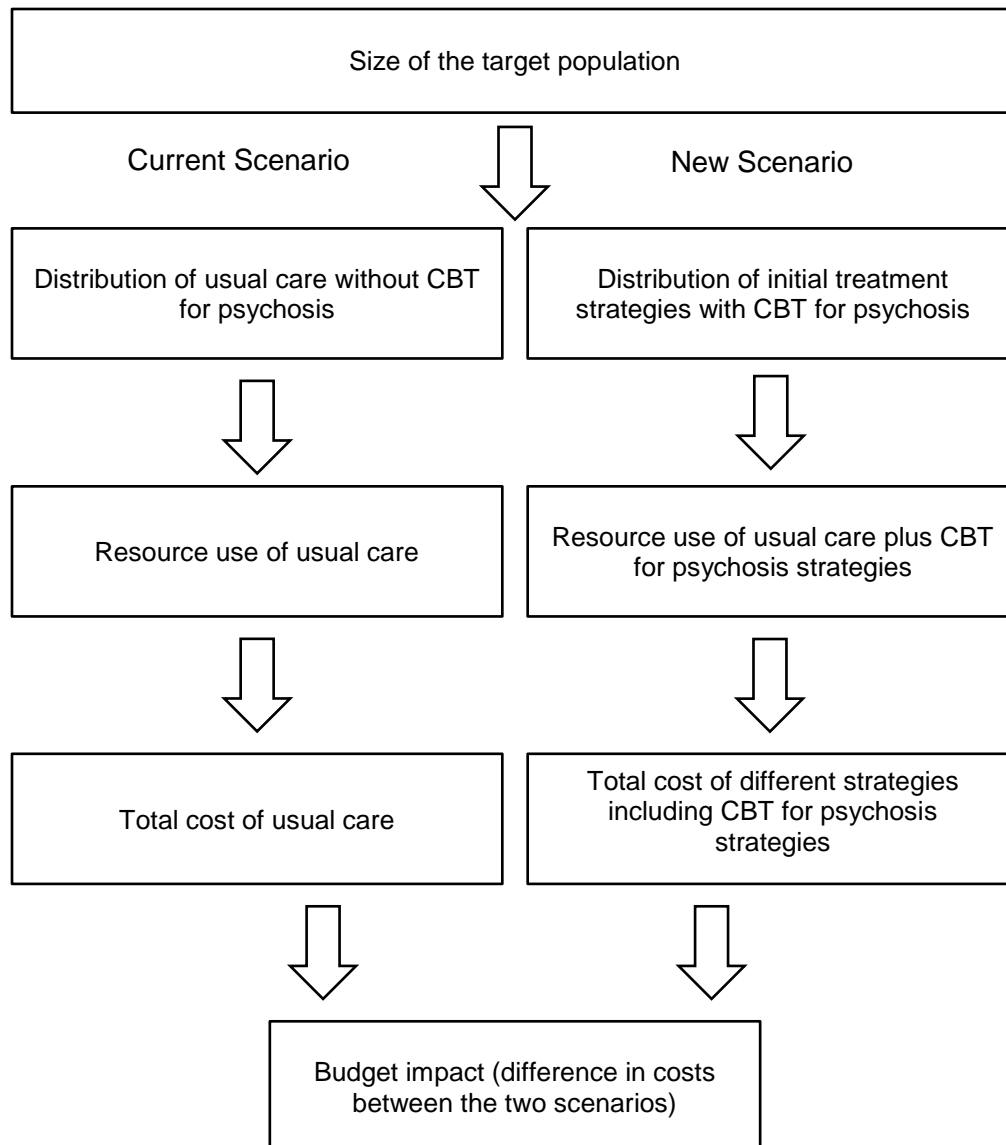 Size of the target population
Current Scenario
New Scenario
Distribution of usual care without CBT
for psychosis
Distribution of initial treatment
strategies with CBT for psychosis
Resource use of usual care
Resource use of usual care plus CBT
for psychosis strategies
Total cost of usual care
Total cost of different strategies
including CBT for psychosis
strategies
Budget impact (difference in costs
between the two scenarios)